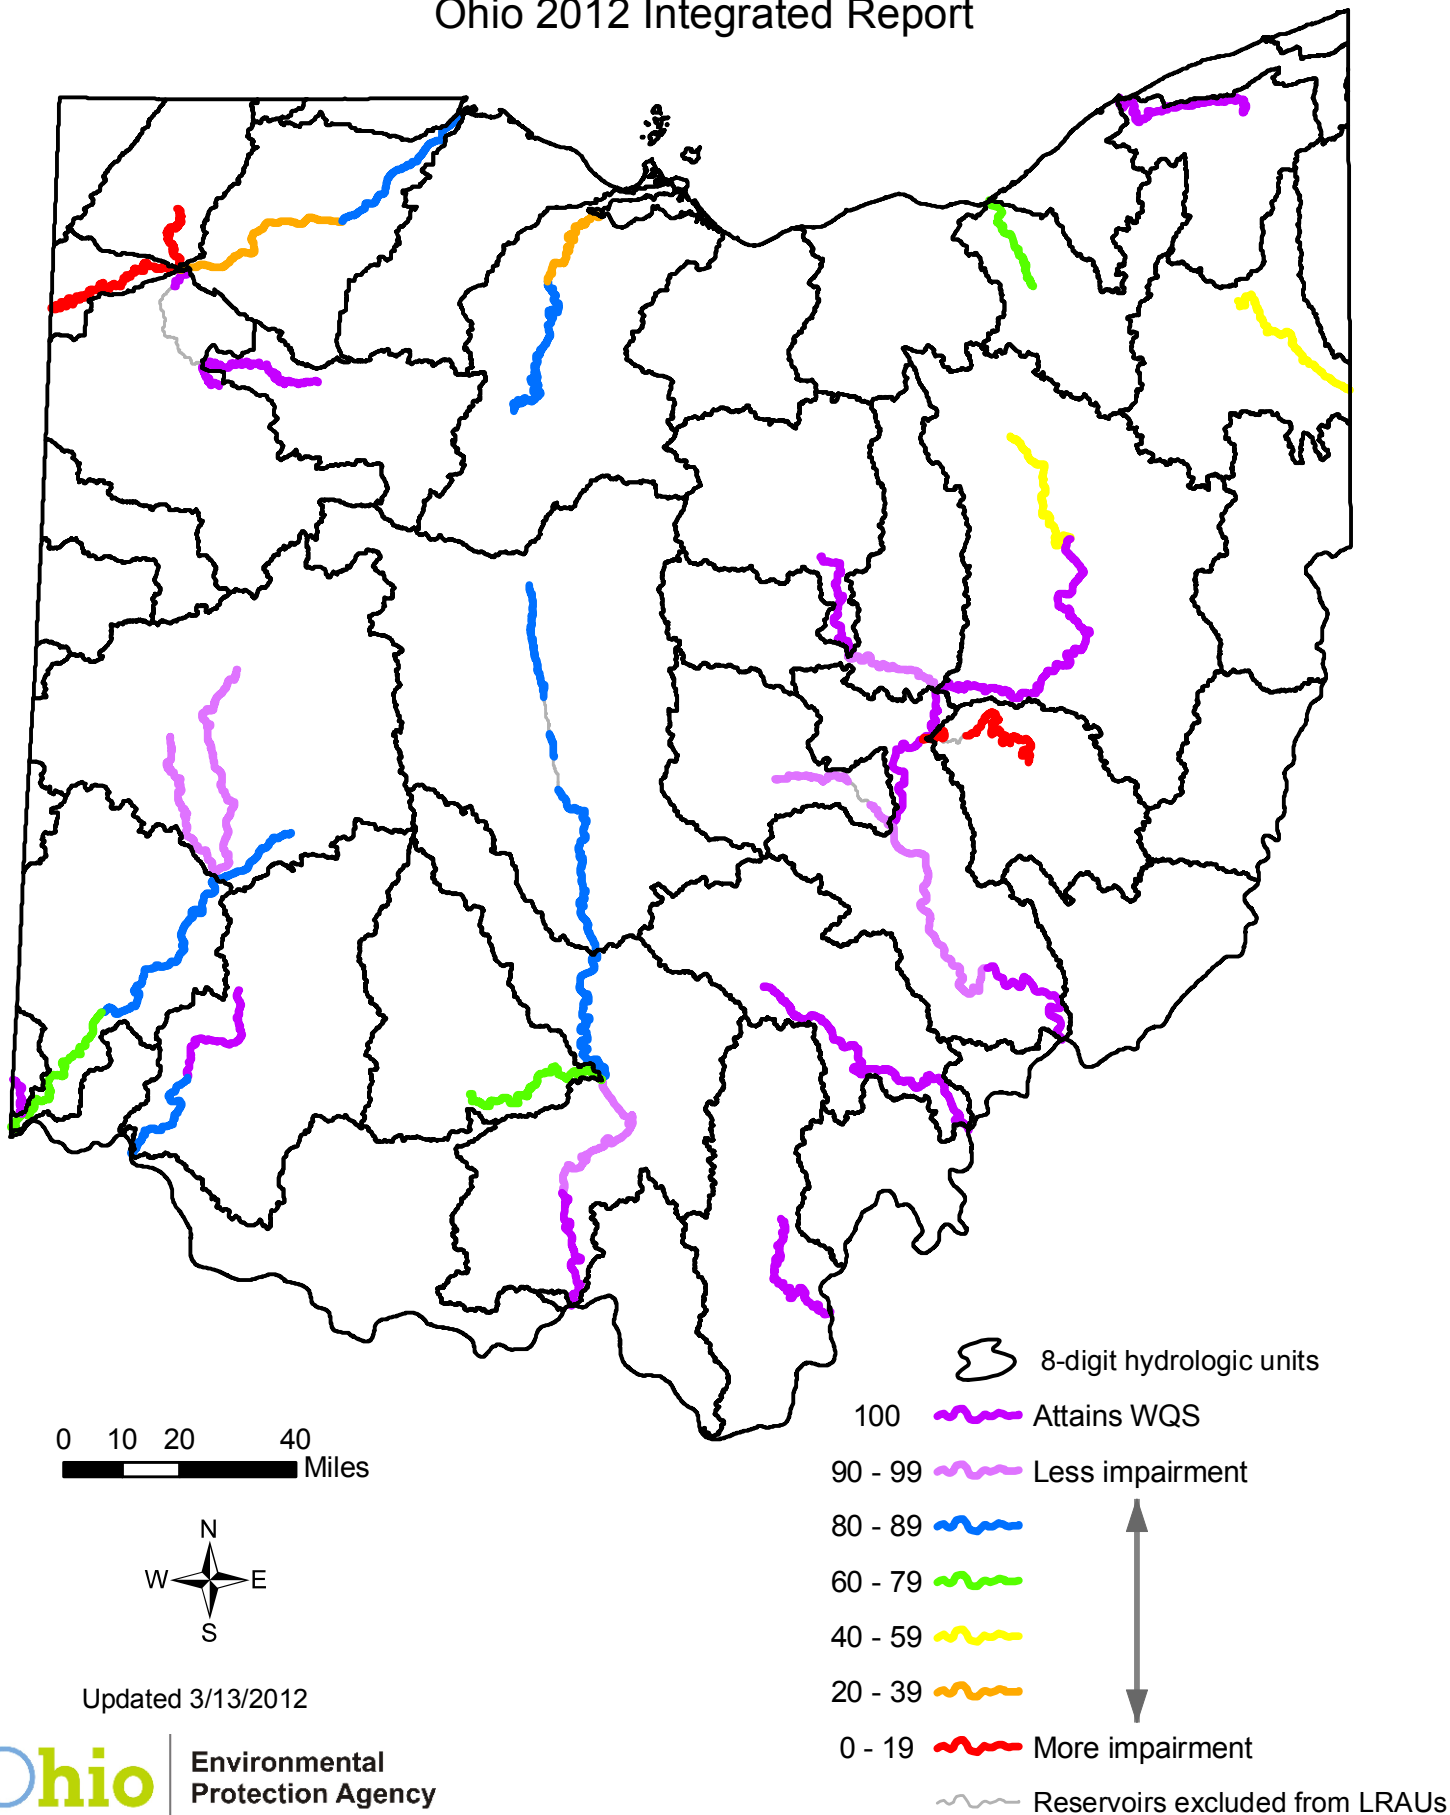 Ohio 2012 Integrated Report
8-digit hydrologic units
100 Attains WQS
90 - 99 Less impairment
80 - 89
60 - 79
40 - 59
20 - 39
0 - 19 More impairment
Reservoirs excluded from LRAUs
0 10 20 40
Miles
N
W E
S
Updated 3/13/2012
Ohio
Environmental
Protection Agency